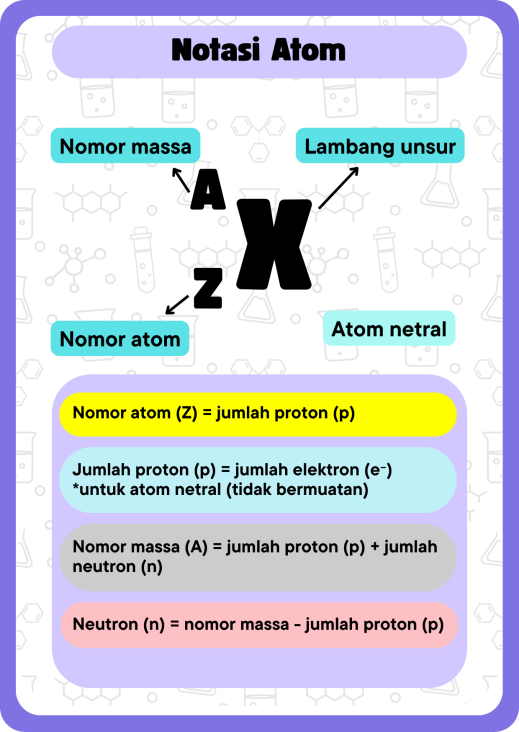 Notasi Atom
Nomor massa
Lambang unsur
A
X
Z
Nomor atom
Atom netral
Nomor atom (Z) = jumlah proton (p)
Jumlah proton (p) = jumlah elektron (e⁻)
*untuk atom netral (tidak bermuatan)
Nomor massa (A) = jumlah proton (p) + jumlah
neutron (n)
Neutron (n) = nomor massa - jumlah proton (p)